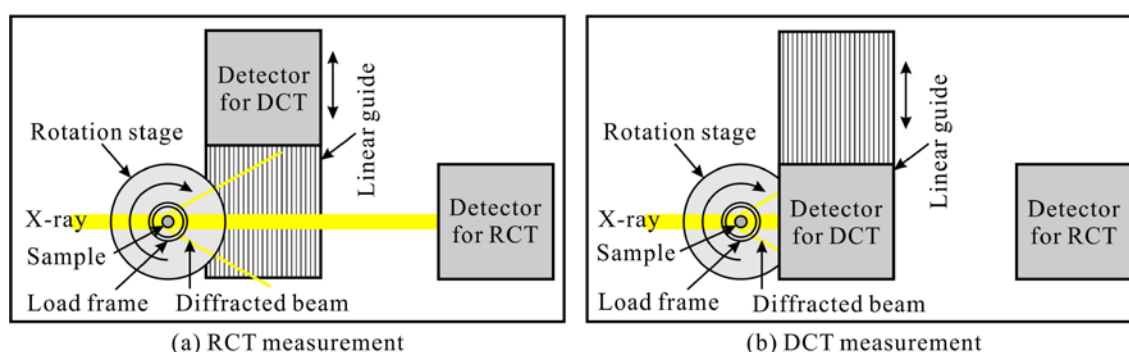 Detector
for DCT
Linear guide
Rotation stage
X-ray
Sample
Load frame
Diffracted beam
Detector
for RCT
(a) RCT measurement
Linear guide
Rotation stage
X-ray
Sample
Load frame
Diffracted beam
Detector
for DCT
Detector
for RCT
(b) DCT measurement